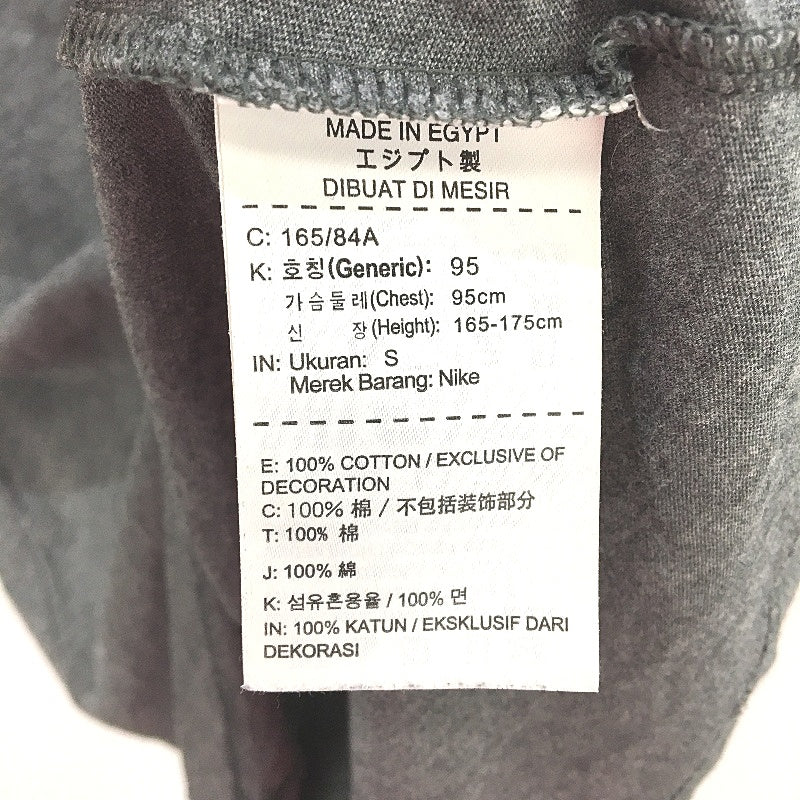 MADE IN EGYPT
エジプト製
DIBUAT DI MESIR
C: 165/84A
K: 호칭(Generic): 95
가슴둘레(Chest): 95cm
신 장(Height): 165-175cm
IN: Ukuran: S
Merek Barang: Nike
E: 100% COTTON / EXCLUSIVE OF
DECORATION
C: 100% 棉 / 不包括装饰部分
T: 100% 棉
J: 100% 綿
K: 섬유혼용율 / 100% 면
IN: 100% KATUN / EKSKLUSIF DARI
DEKORASI